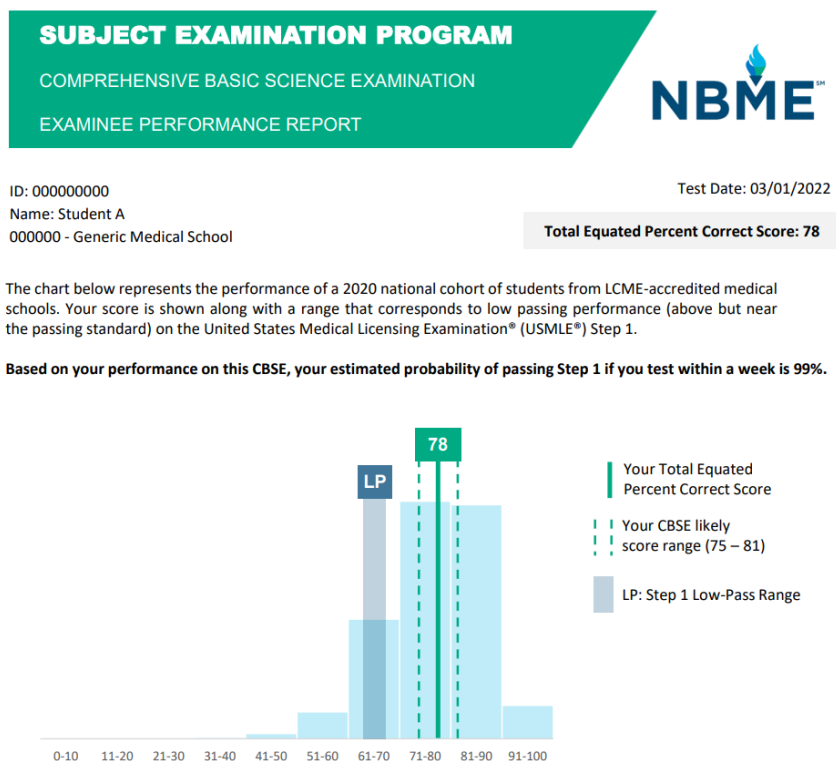 SUBJECT EXAMINATION PROGRAM
COMPREHENSIVE BASIC SCIENCE EXAMINATION
EXAMINEE PERFORMANCE REPORT
NBME℠
ID: 000000000
Name: Student A
000000 - Generic Medical School
Test Date: 03/01/2022
Total Equated Percent Correct Score: 78
The chart below represents the performance of a 2020 national cohort of students from LCME-accredited medical
schools. Your score is shown along with a range that corresponds to low passing performance (above but near
the passing standard) on the United States Medical Licensing Examination® (USMLE®) Step 1.
Based on your performance on this CBSE, your estimated probability of passing Step 1 if you test within a week is 99%.
78
LP
Your Total Equated
Percent Correct Score
Your CBSE likely
score range (75 – 81)
LP: Step 1 Low-Pass Range
0-10 11-20 21-30 31-40 41-50 51-60 61-70 71-80 81-90 91-100